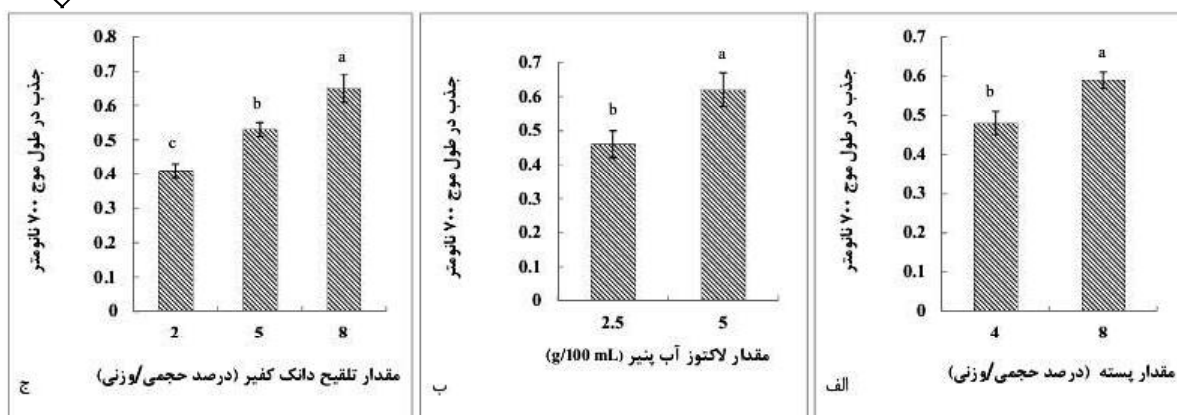 جذب در طول موج ۷۰۰ نانومتر
0.7
0.6
0.5
0.4
0.3
0.2
0.1
0
b
a
4
8
مقدار پسته (درصد حجمی/وزنی)
الف
جذب در طول موج ۷۰۰ نانومتر
0.7
0.6
0.5
0.4
0.3
0.2
0.1
0
b
a
2.5
5
مقدار لاکتوز آب پنیر (g/100 mL)
ب
جذب در طول موج ۷۰۰ نانومتر
0.8
0.7
0.6
0.5
0.4
0.3
0.2
0.1
0
c
b
a
2
5
8
مقدار تلقیح دانک کفیر (درصد حجمی/وزنی)
ج